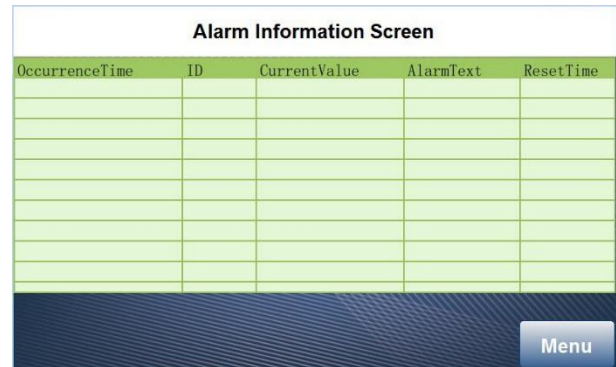 Alarm Information Screen
OccurrenceTime ID CurrentValue AlarmText ResetTime
Menu